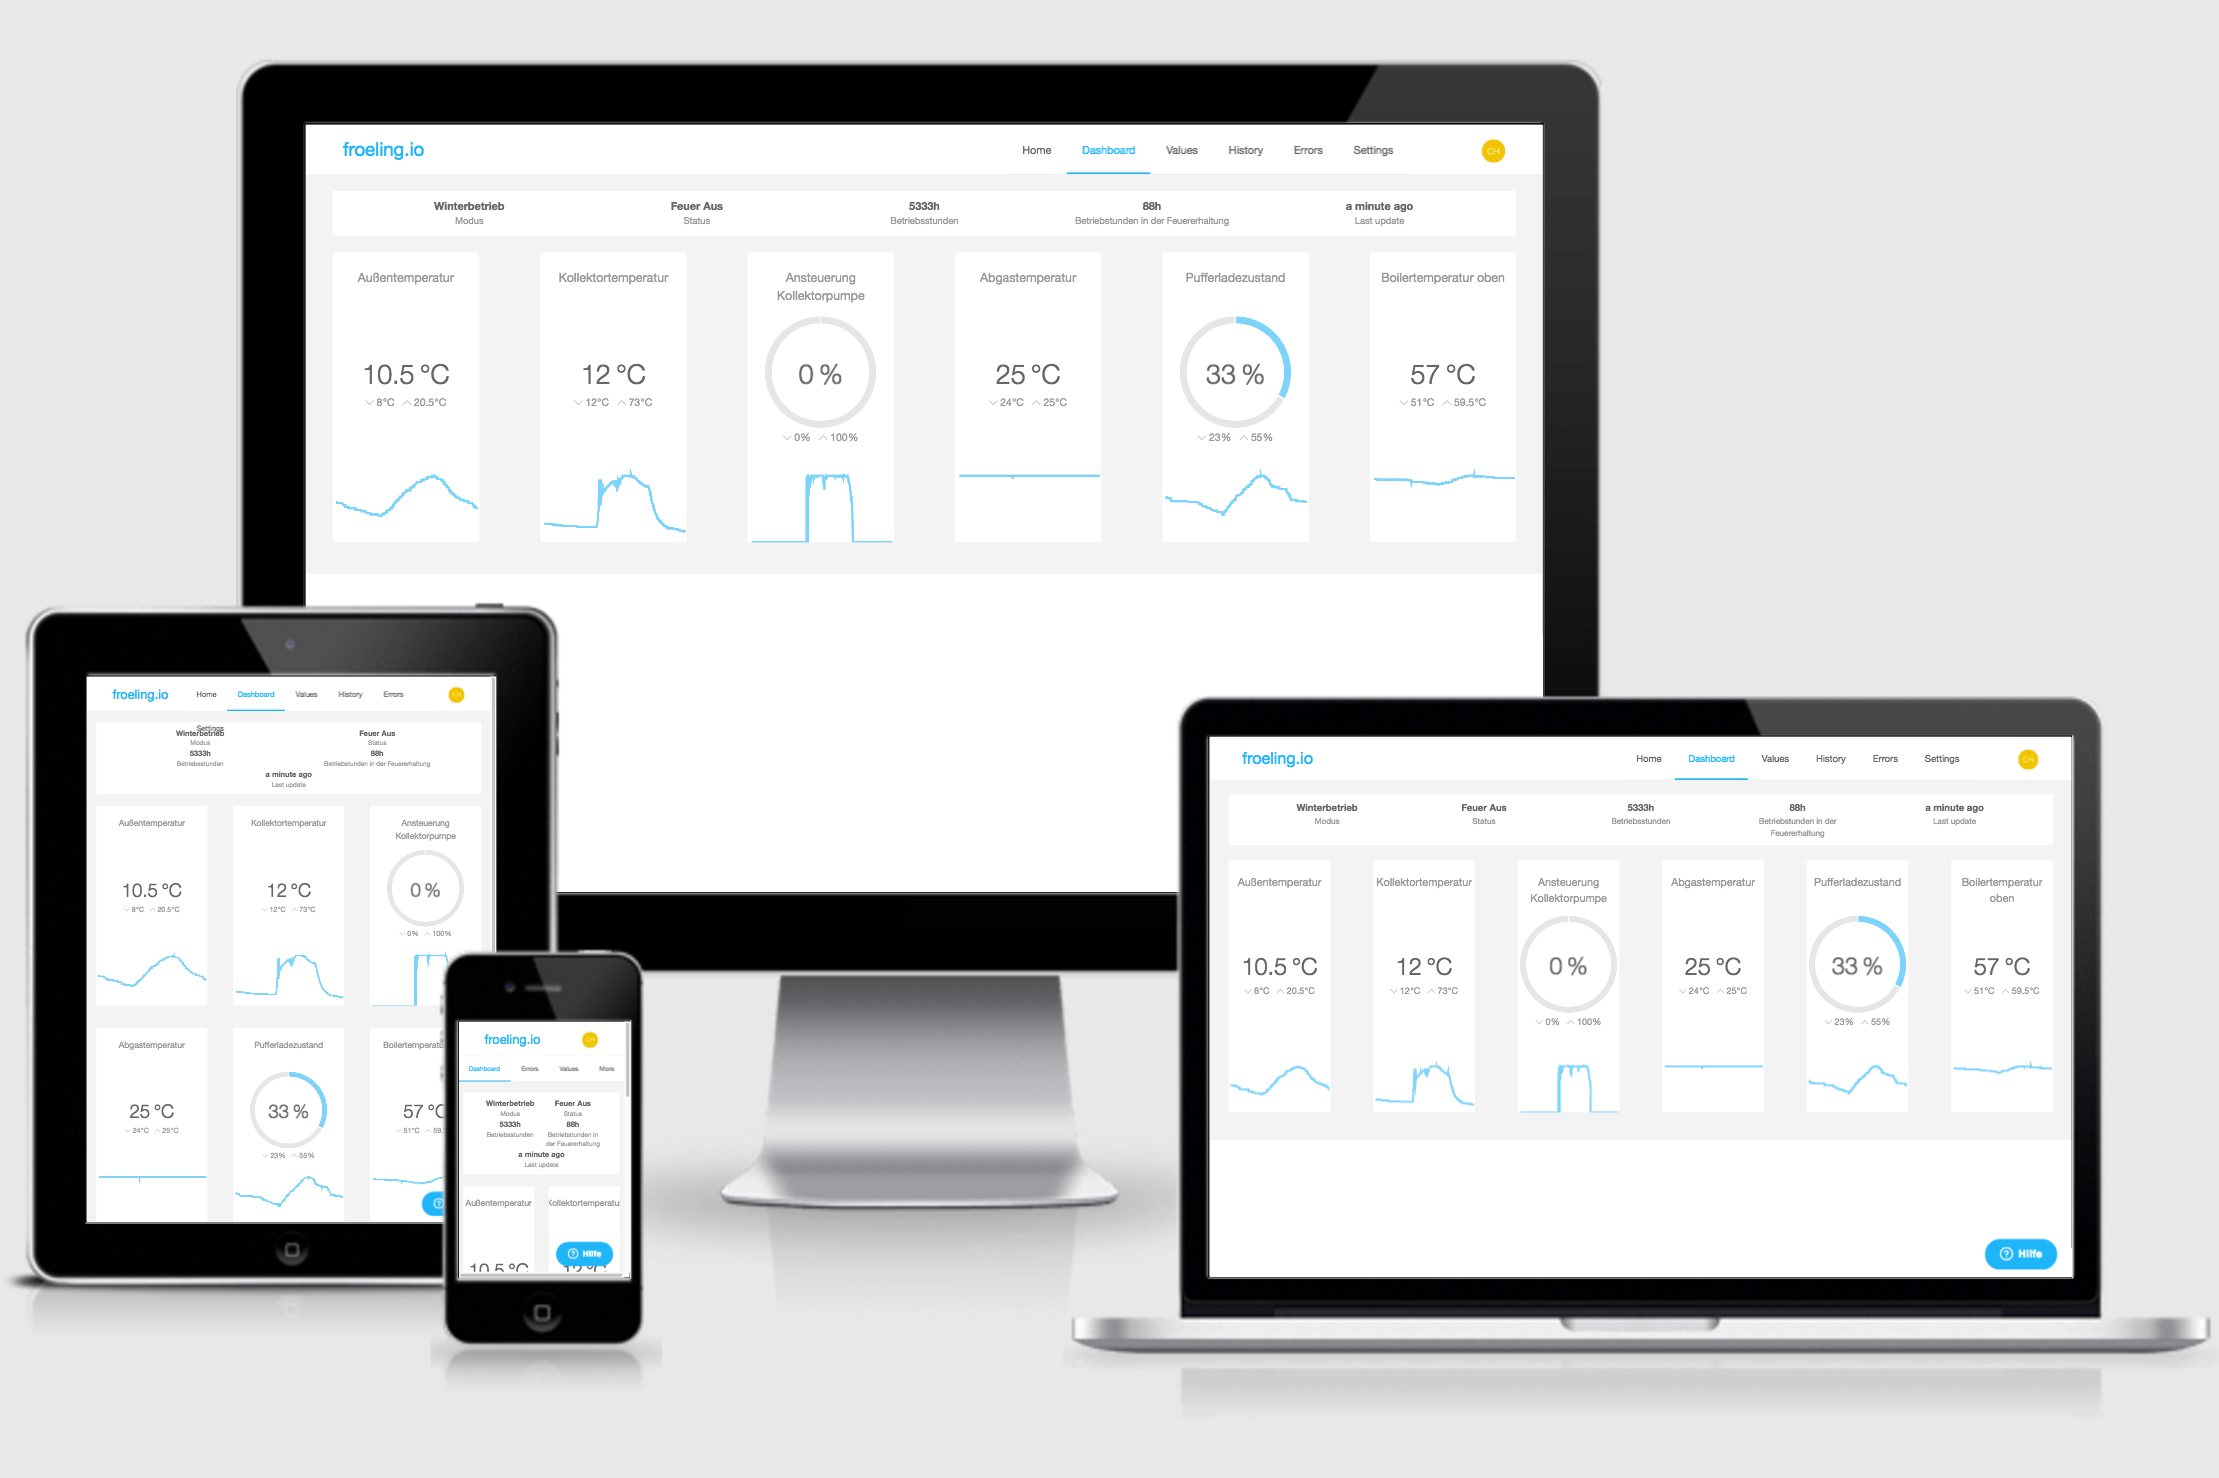 froeling.io
Home Dashboard Values History Errors Settings CH
Winterbetrieb Feuer Aus 5333h 88h a minute ago
Modus Status Betriebsstunden Betriebstunden in der Feuererhaltung Last update
Außentemperatur Kollektortemperatur Ansteuerung Abgastemperatur Pufferladezustand Boilertemperatur oben
Kollektorpumpe
10.5 °C 12 °C 0 % 25 °C 33 % 57 °C
8°C 20.5°C 12°C 73°C 24°C 25°C 51°C 59.5°C
0% 100% 23% 55%
froeling.io Home Dashboard Values History Errors CH
Settings
Winterbetrieb Feuer Aus
Modus Status
5333h 88h
Betriebsstunden Betriebstunden in der Feuererhaltung
a minute ago
Last update
Außentemperatur Kollektortemperatur Ansteuerung
Kollektorpumpe
10.5 °C 12 °C 0 %
8°C 20.5°C 12°C 73°C
0% 100%
Abgastemperatur Pufferladezustand Boilertemperatu
25 °C 33 % 57 °C
24°C 25°C 51°C 59.
23% 55%
froeling.io CH
Dashboard Errors Values More
Winterbetrieb Feuer Aus
Modus Status
5333h 88h
Betriebsstunden Betriebstunden in
der Feuererhaltung
a minute ago
Last update
Außentemperatur Kollektortemperatu
10.5 °C 12 °C
Hilfe
froeling.io Home Dashboard Values History Errors Settings CH
Winterbetrieb Feuer Aus 5333h 88h a minute ago
Modus Status Betriebsstunden Betriebstunden in der Last update
Feuererhaltung
Außentemperatur Kollektortemperatur Ansteuerung Abgastemperatur Pufferladezustand Boilertemperatur
Kollektorpumpe oben
10.5 °C 12 °C 0 % 25 °C 33 % 57 °C
8°C 20.5°C 12°C 73°C 24°C 25°C 51°C 59.5°C
0% 100% 23% 55%
Hilfe